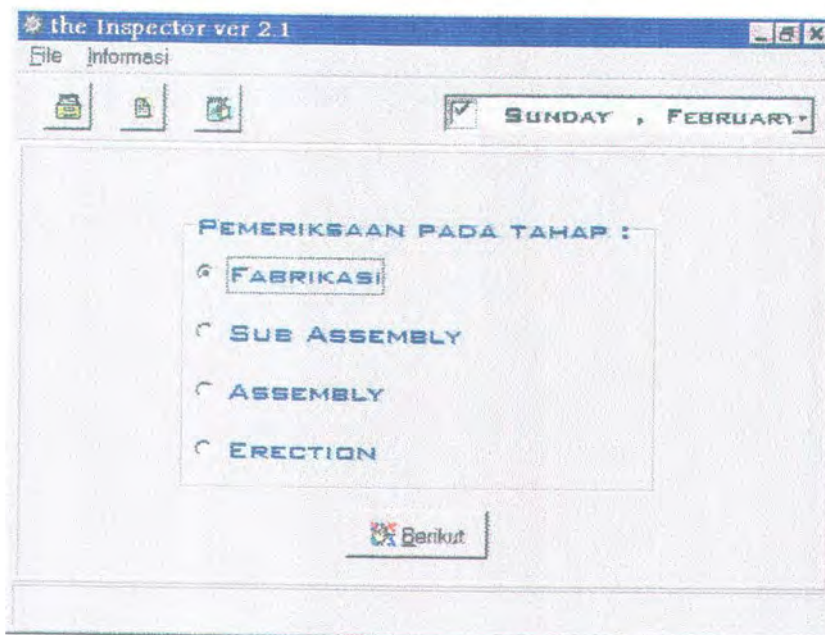 the Inspector ver 2.1
File Informasi
SUNDAY , FEBRUARY
PEMERIKSAAN PADA TAHAP :
FABRIKASI
SUB ASSEMBLY
ASSEMBLY
ERECTION
Berikut